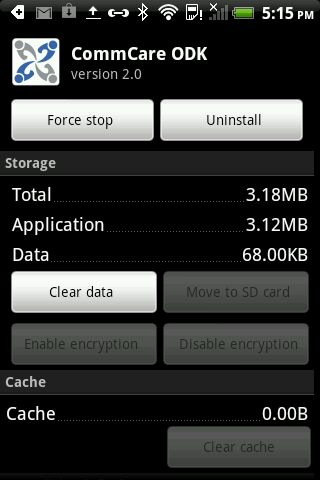 5:15 PM
CommCare ODK
version 2.0
Force stop Uninstall
Storage
Total 3.18MB
Application 3.12MB
Data 68.00KB
Clear data Move to SD card
Enable encryption Disable encryption
Cache
Cache 0.00B
Clear cache